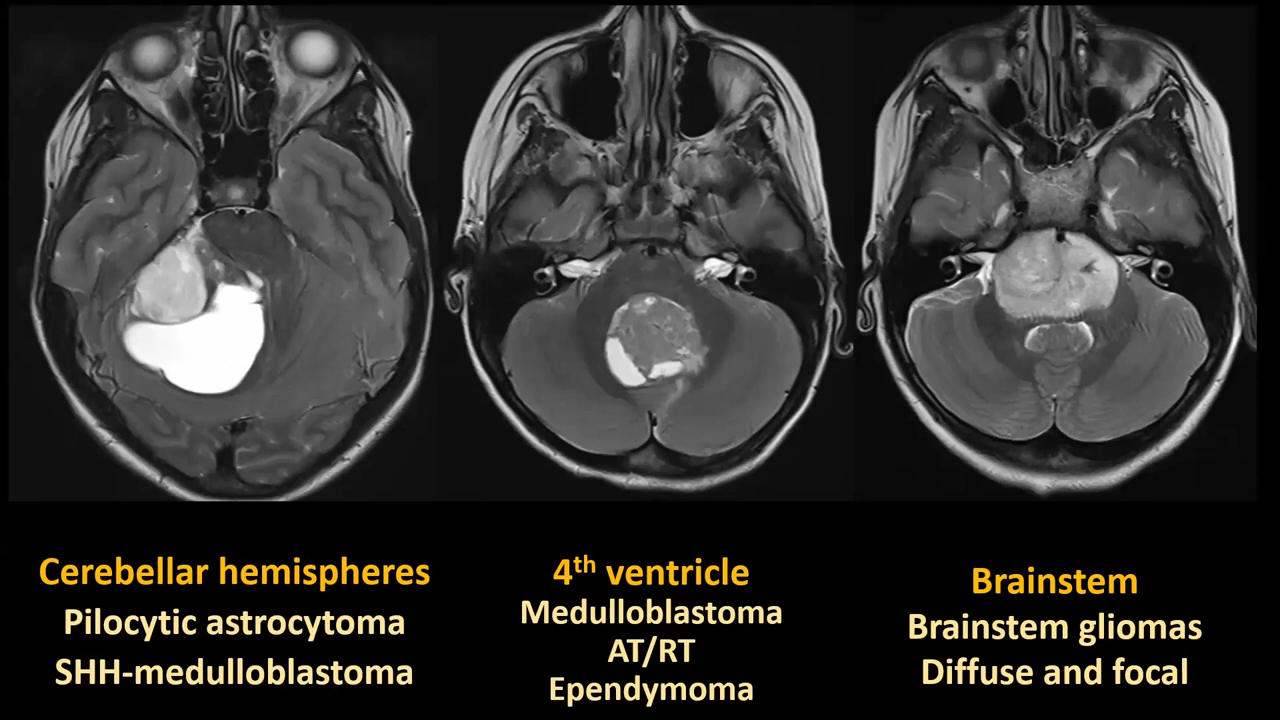 Cerebellar hemispheres
Pilocytic astrocytoma
SHH-medulloblastoma
4th ventricle
Medulloblastoma
AT/RT
Ependymoma
Brainstem
Brainstem gliomas
Diffuse and focal